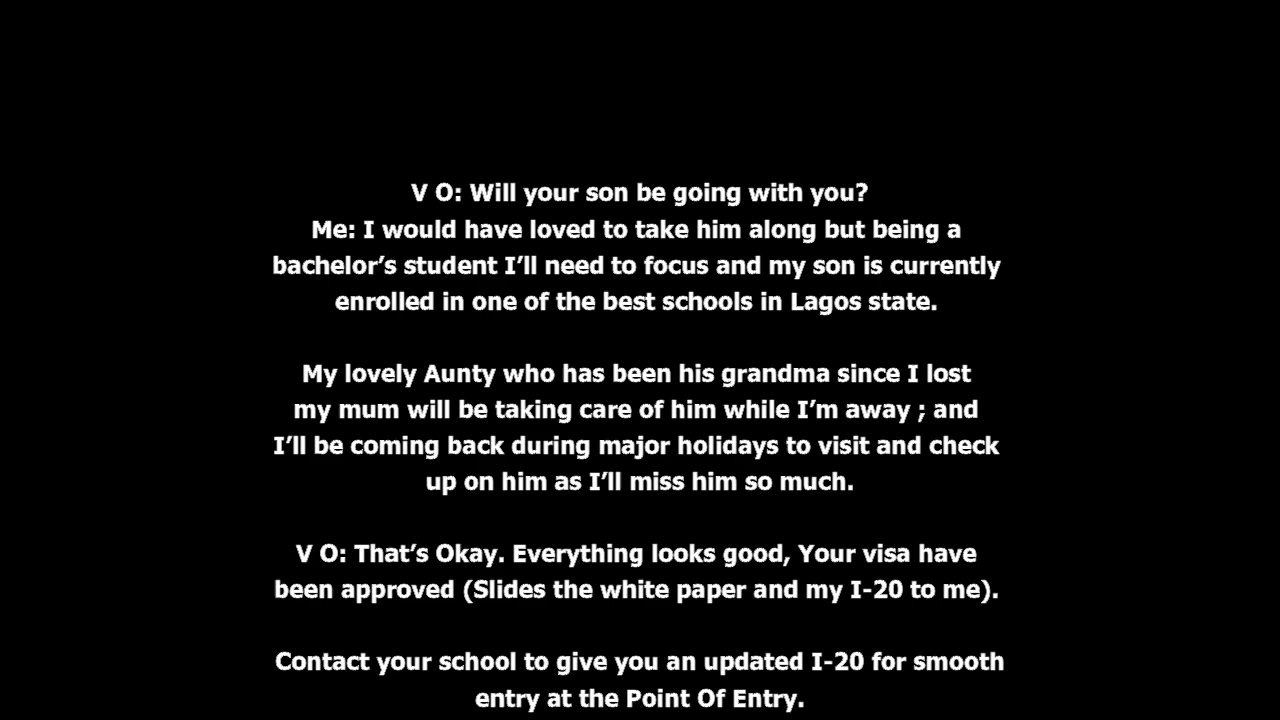 V O: Will your son be going with you?
Me: I would have loved to take him along but being a
bachelor’s student I’ll need to focus and my son is currently
enrolled in one of the best schools in Lagos state.
My lovely Aunty who has been his grandma since I lost
my mum will be taking care of him while I’m away ; and
I’ll be coming back during major holidays to visit and check
up on him as I’ll miss him so much.
V O: That’s Okay. Everything looks good, Your visa have
been approved (Slides the white paper and my I-20 to me).
Contact your school to give you an updated I-20 for smooth
entry at the Point Of Entry.